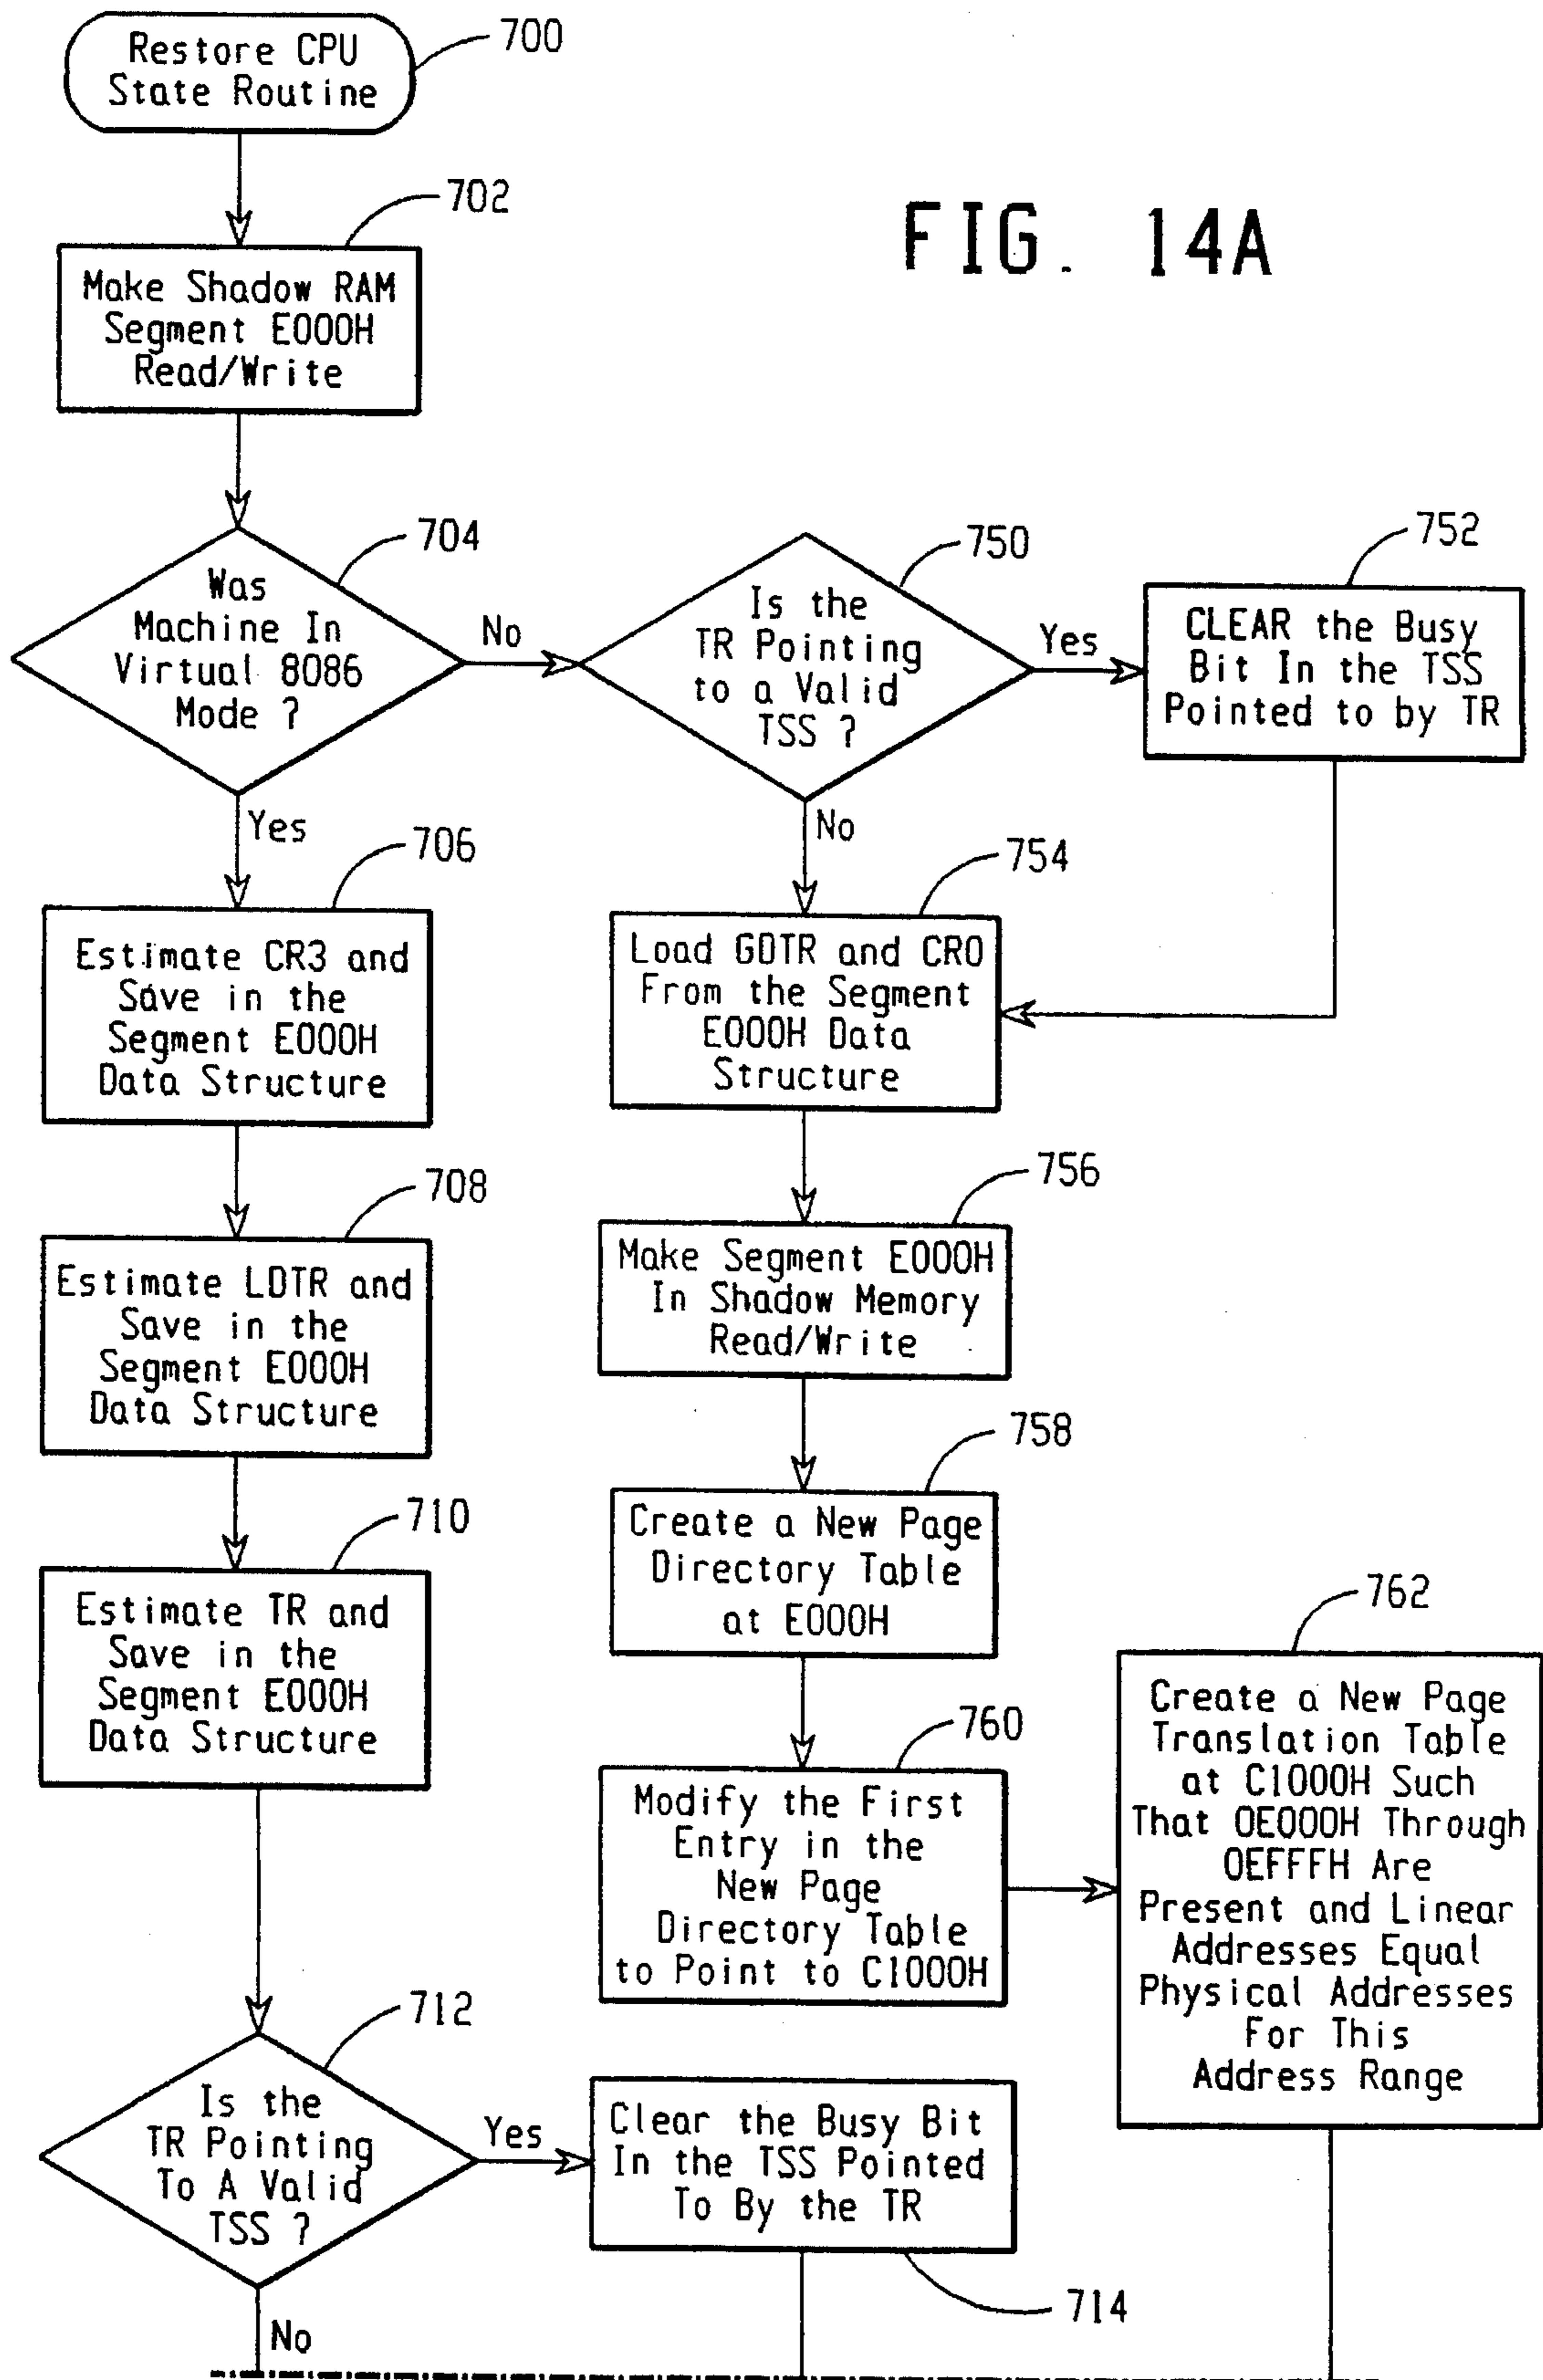 Restore CPU
State Routine
700
702
FIG. 14A
Make Shadow RAM
Segment E000H
Read/Write
704
Was
Machine In
Virtual 8086
Mode ?
No
Yes
750
Is the
TR Pointing
to a Valid
TSS ?
Yes
No
752
CLEAR the Busy
Bit In the TSS
Pointed to by TR
706
Estimate CR3 and
Save in the
Segment E000H
Data Structure
754
Load GDTR and CR0
From the Segment
E000H Data
Structure
708
Estimate LDTR and
Save in the
Segment E000H
Data Structure
756
Make Segment E000H
In Shadow Memory
Read/Write
710
Estimate TR and
Save in the
Segment E000H
Data Structure
758
Create a New Page
Directory Table
at E000H
760
Modify the First
Entry in the
New Page
Directory Table
to Point to C1000H
762
Create a New Page
Translation Table
at C1000H Such
That 0E000H Through
0EFFFH Are
Present and Linear
Addresses Equal
Physical Addresses
For This
Address Range
712
Is the
TR Pointing
To A Valid
TSS ?
Yes
No
Clear the Busy Bit
In the TSS Pointed
To By the TR
714